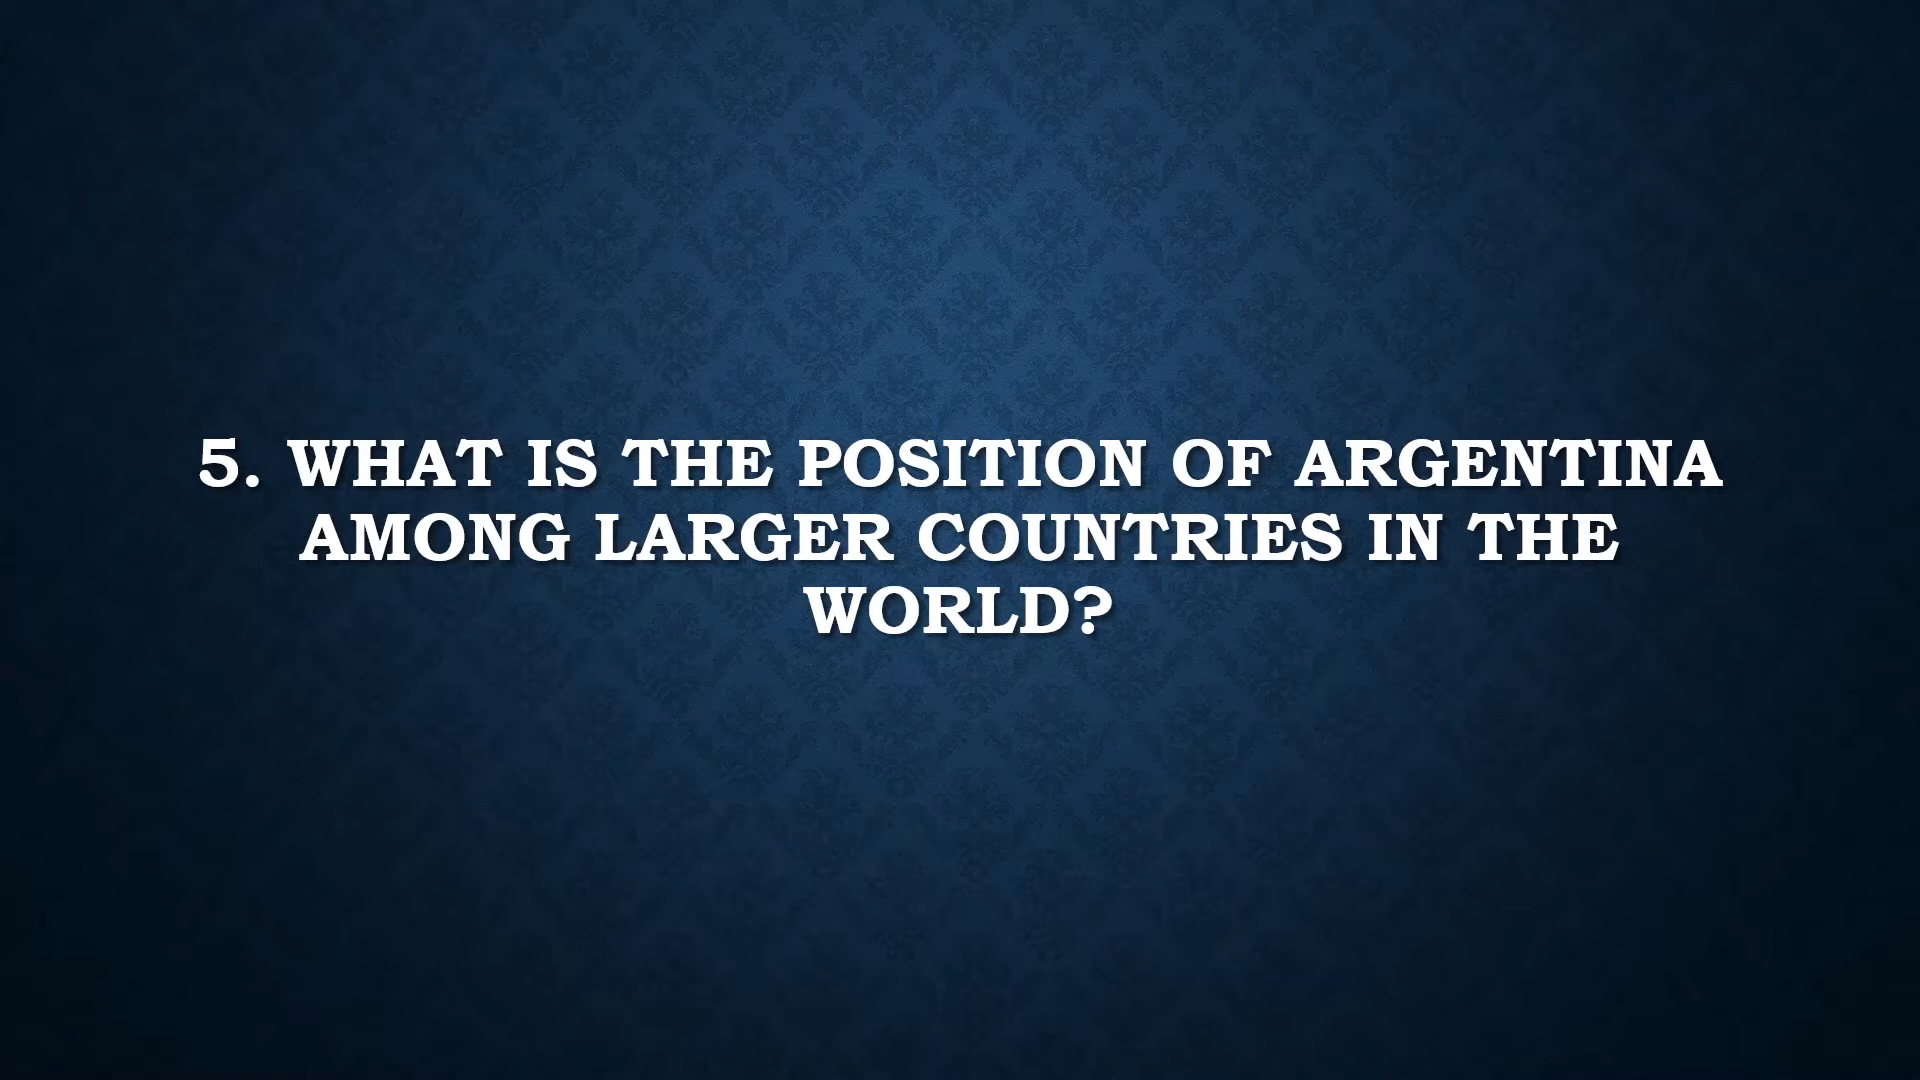 5. WHAT IS THE POSITION OF ARGENTINA
AMONG LARGER COUNTRIES IN THE
WORLD?